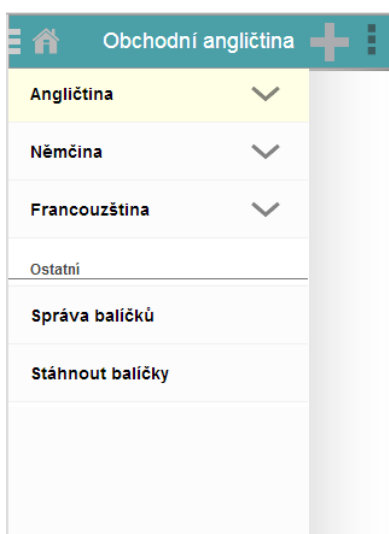 Obchodní angličtina
Angličtina
Němčina
Francouzština
Ostatní
Správa balíčků
Stáhnout balíčky